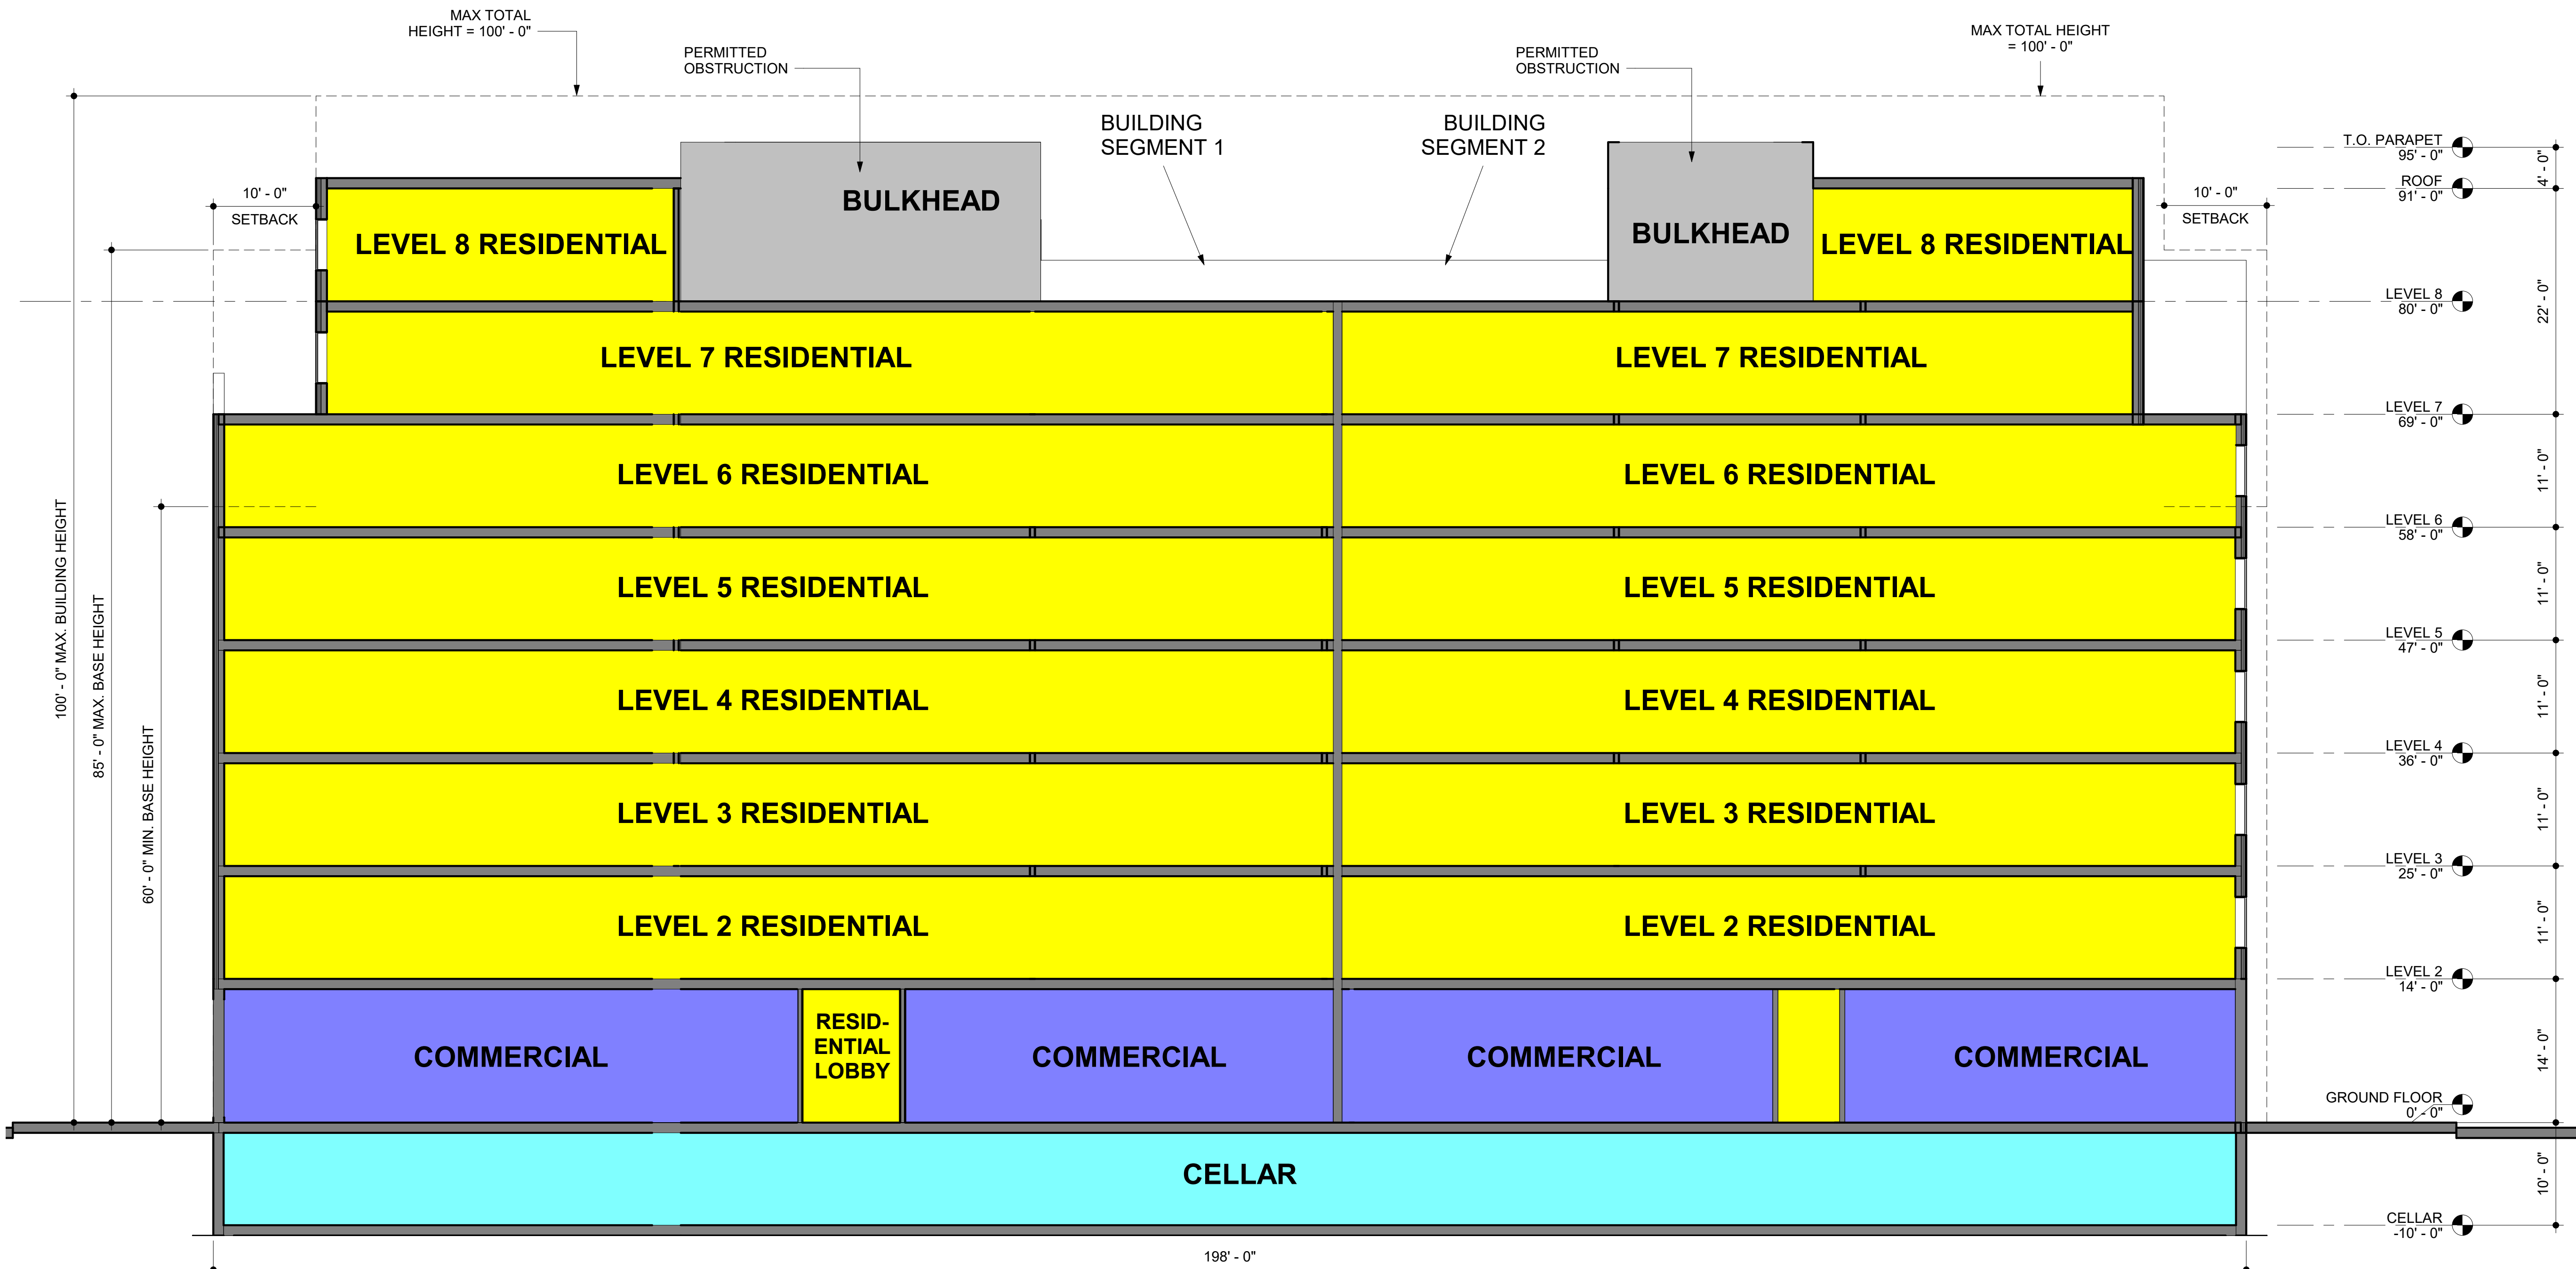 MAX TOTAL
HEIGHT = 100' - 0"
PERMITTED
OBSTRUCTION
PERMITTED
OBSTRUCTION
MAX TOTAL HEIGHT
= 100' - 0"
BUILDING
SEGMENT 1
BUILDING
SEGMENT 2
T.O. PARAPET
95' - 0"
4' - 0"
ROOF
91' - 0"
10' - 0"
SETBACK
10' - 0"
SETBACK
BULKHEAD
BULKHEAD
LEVEL 8 RESIDENTIAL
LEVEL 8 RESIDENTIAL
LEVEL 8
80' - 0"
22' - 0"
LEVEL 7 RESIDENTIAL
LEVEL 7 RESIDENTIAL
LEVEL 7
69' - 0"
11' - 0"
LEVEL 6 RESIDENTIAL
LEVEL 6 RESIDENTIAL
LEVEL 6
58' - 0"
11' - 0"
100' - 0" MAX. BUILDING HEIGHT
85' - 0" MAX. BASE HEIGHT
60' - 0" MIN. BASE HEIGHT
LEVEL 5 RESIDENTIAL
LEVEL 5 RESIDENTIAL
LEVEL 5
47' - 0"
11' - 0"
LEVEL 4 RESIDENTIAL
LEVEL 4 RESIDENTIAL
LEVEL 4
36' - 0"
11' - 0"
LEVEL 3 RESIDENTIAL
LEVEL 3 RESIDENTIAL
LEVEL 3
25' - 0"
11' - 0"
LEVEL 2 RESIDENTIAL
LEVEL 2 RESIDENTIAL
LEVEL 2
14' - 0"
14' - 0"
COMMERCIAL
RESID-
ENTIAL
LOBBY
COMMERCIAL
COMMERCIAL
COMMERCIAL
GROUND FLOOR
0' - 0"
CELLAR
10' - 0"
CELLAR
-10' - 0"
198' - 0"